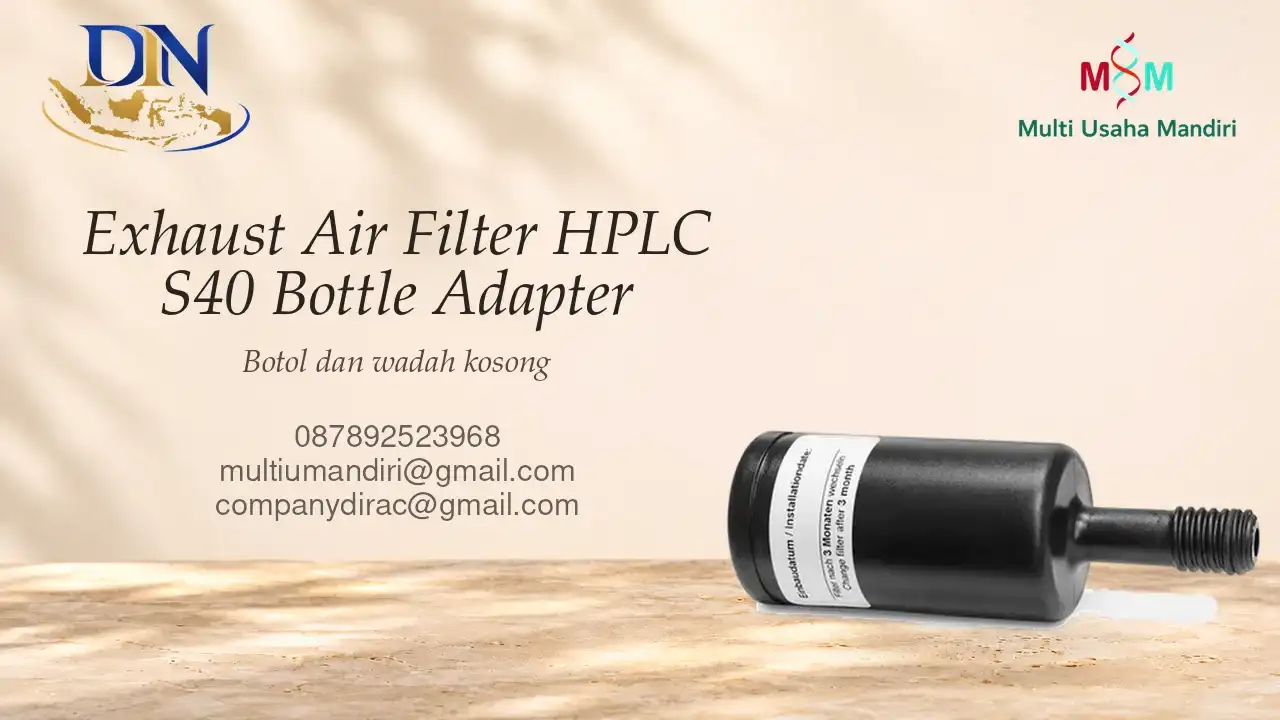 DN
M M
Multi Usaha Mandiri
Exhaust Air Filter HPLC
S40 Bottle Adapter
Botol dan wadah kosong
087892523968
multiumandiri@gmail.com
companydirac@gmail.com
Einbaudatum / Installationdate:
Filter nach 3 Monaten wechseln
Change filter after 3 month